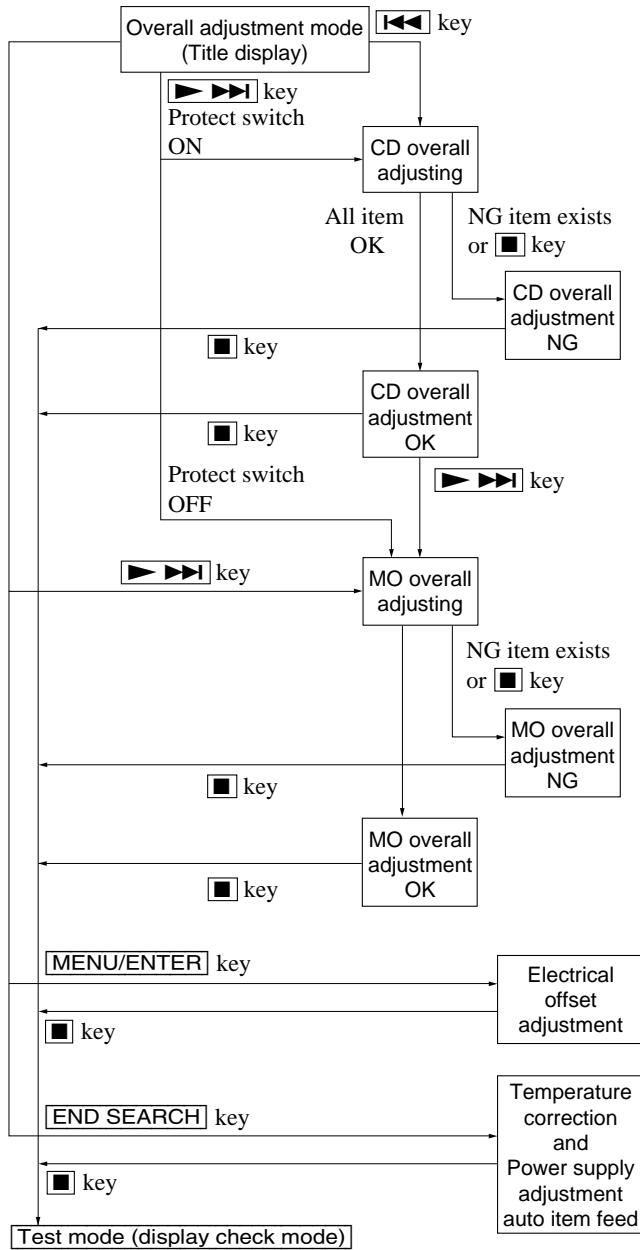 Overall adjustment mode
(Title display)
key
key
Protect switch
ON
CD overall
adjusting
All item
OK
NG item exists
or key
CD overall
adjustment
NG
key
CD overall
adjustment
OK
key
Protect switch
OFF
key
key
MO overall
adjusting
NG item exists
or key
MO overall
adjustment
NG
key
MO overall
adjustment
OK
key
MENU/ENTER key
Electrical
offset
adjustment
key
END SEARCH key
Temperature
correction
and
Power supply
adjustment
auto item feed
key
Test mode (display check mode)